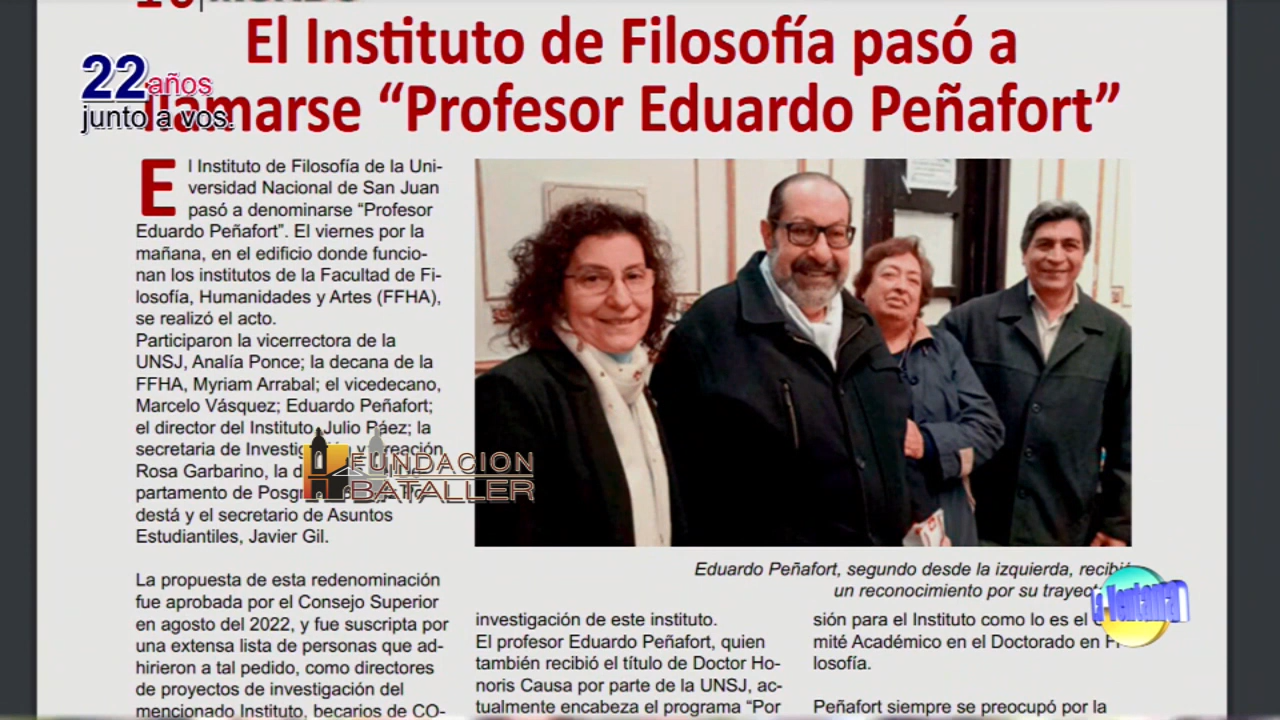 El Instituto de Filosofía pasó a
llamarse “Profesor Eduardo Peñafort”
22 años
junto a vos.
El Instituto de Filosofía de la Uni-
versidad Nacional de San Juan
pasó a denominarse “Profesor
Eduardo Peñafort”. El viernes por la
mañana, en el edificio donde funcio-
nan los institutos de la Facultad de Fi-
losofía, Humanidades y Artes (FFHA),
se realizó el acto.
Participaron la vicerrectora de la
UNSJ, Analía Ponce; la decana de la
FFHA, Myriam Arrabal; el vicedecano,
Marcelo Vásquez; Eduardo Peñafort;
el director del Instituto, Julio Páez; la
secretaria de Investigación y Creación,
Rosa Garbarino, la
partamento de
destá y el secretario de Asuntos
Estudiantiles, Javier Gil.
La propuesta de esta redenominación
fue aprobada por el Consejo Superior
en agosto del 2022, y fue suscripta por
una extensa lista de personas que ad-
hirieron a tal pedido, como directores
de proyectos de investigación del
mencionado Instituto, becarios de CO-
FUNDACION
BATALLER
Eduardo Peñafort, segundo desde la izquierda, recibió
un reconocimiento por su
investigación de este instituto.
El profesor Eduardo Peñafort, quien
también recibió el título de Doctor Ho-
noris Causa por parte de la UNSJ, ac-
tualmente encabeza el programa “Por
sión para el Instituto como lo es el
mité Académico en el Doctorado en Fi-
losofía.
Peñafort siempre se preocupó por la
La Ventana